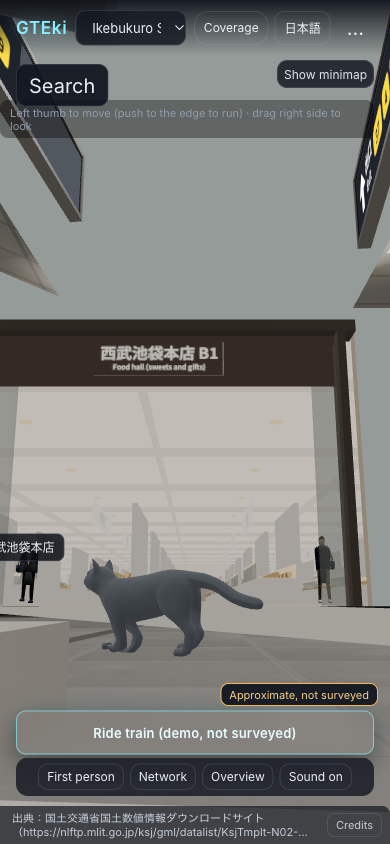 GTEki
Ikebukuro S
Coverage
日本語
...
Search
Show minimap
Left thumb to move (push to the edge to run) · drag right side to
look
西武池袋本店 B1
Food hall (sweets and gifts)
武池袋本店
Approximate, not surveyed
Ride train (demo, not surveyed)
First person
Network
Overview
Sound on
出典：国土交通省国土数値情報ダウンロードサイト
（https://nlftp.mlit.go.jp/ksj/gml/datalist/KsjTmplt-N02-...
Credits